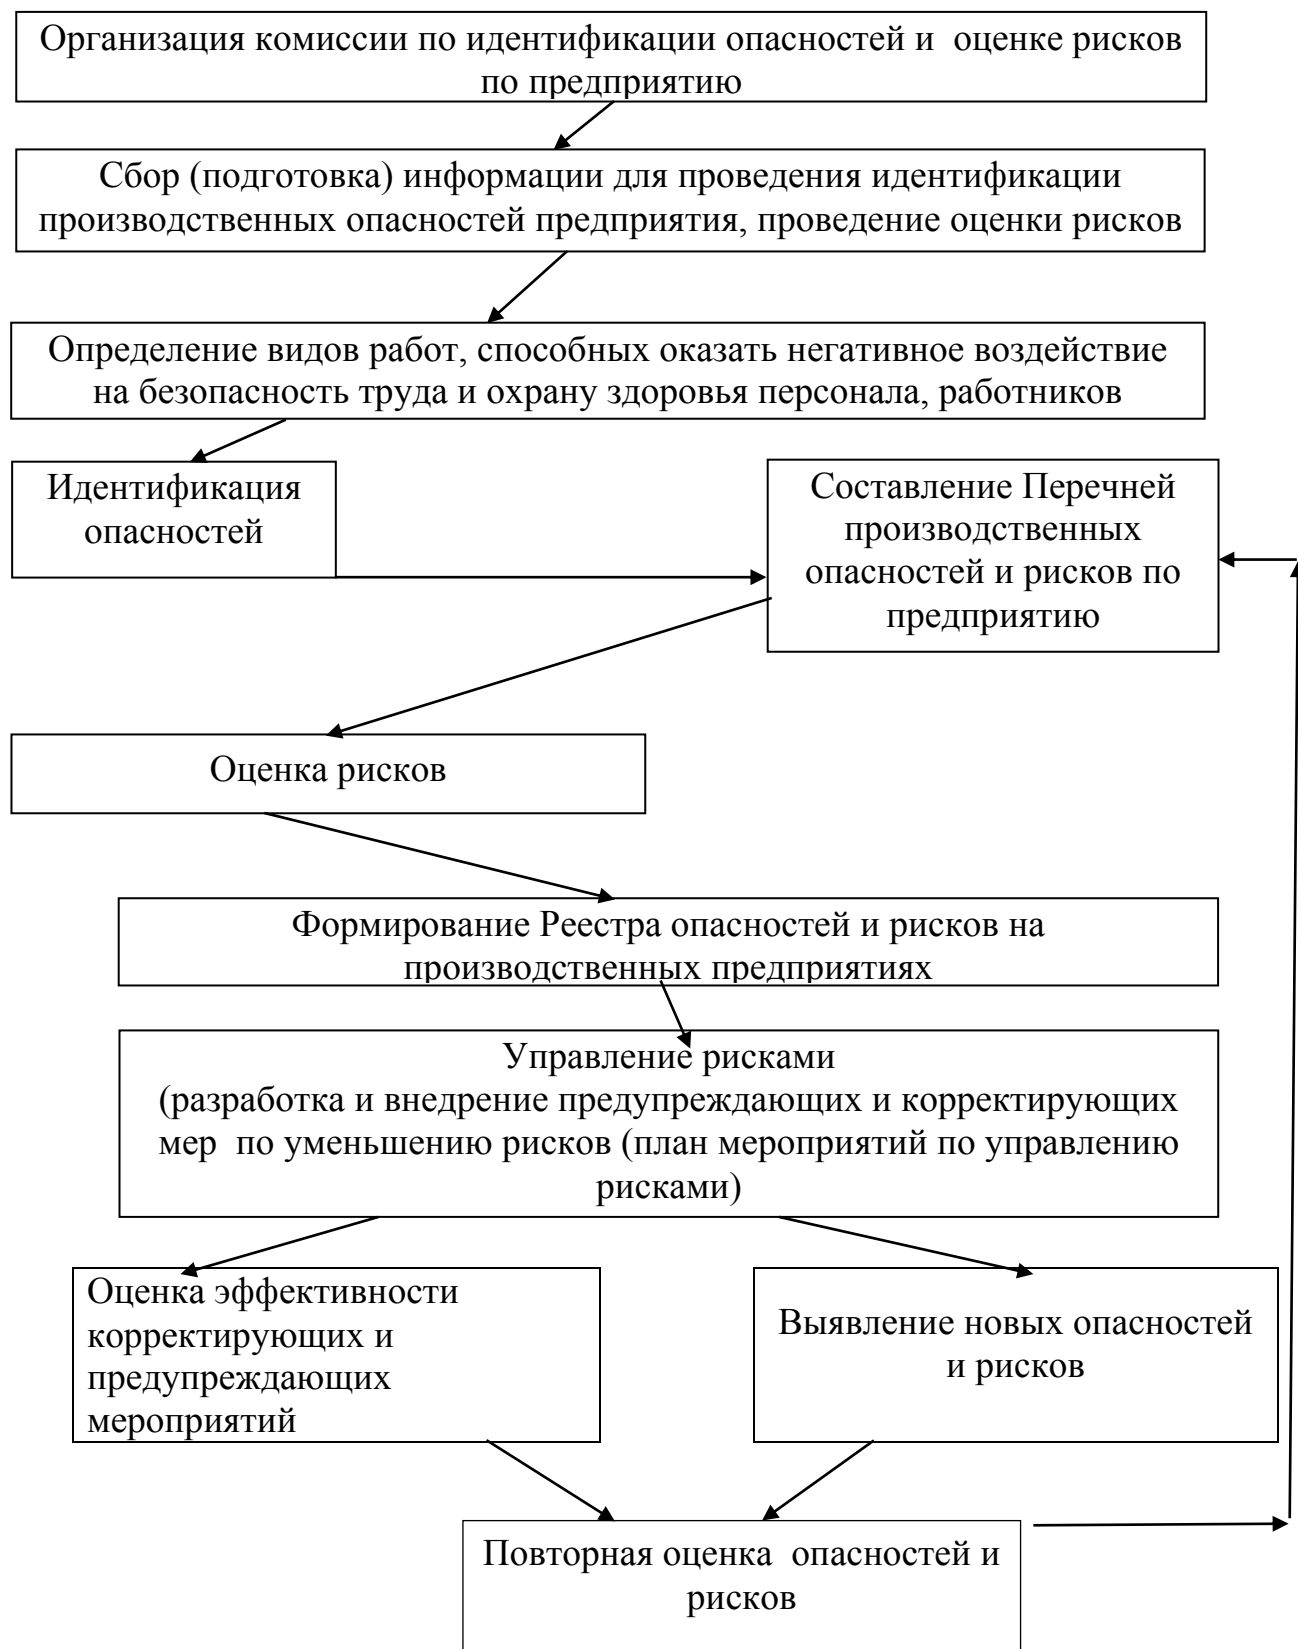 Организация комиссии по идентификации опасностей и оценке рисков
по предприятию
Сбор (подготовка) информации для проведения идентификации
производственных опасностей предприятия, проведение оценки рисков
Определение видов работ, способных оказать негативное воздействие
на безопасность труда и охрану здоровья персонала, работников
Идентификация
опасностей
Составление Перечней
производственных
опасностей и рисков по
предприятию
Оценка рисков
Формирование Реестра опасностей и рисков на
производственных предприятиях
Управление рисками
(разработка и внедрение предупреждающих и корректирующих
мер по уменьшению рисков (план мероприятий по управлению
рисками)
Оценка эффективности
корректирующих и
предупреждающих
мероприятий
Выявление новых опасностей
и рисков
Повторная оценка опасностей и
рисков